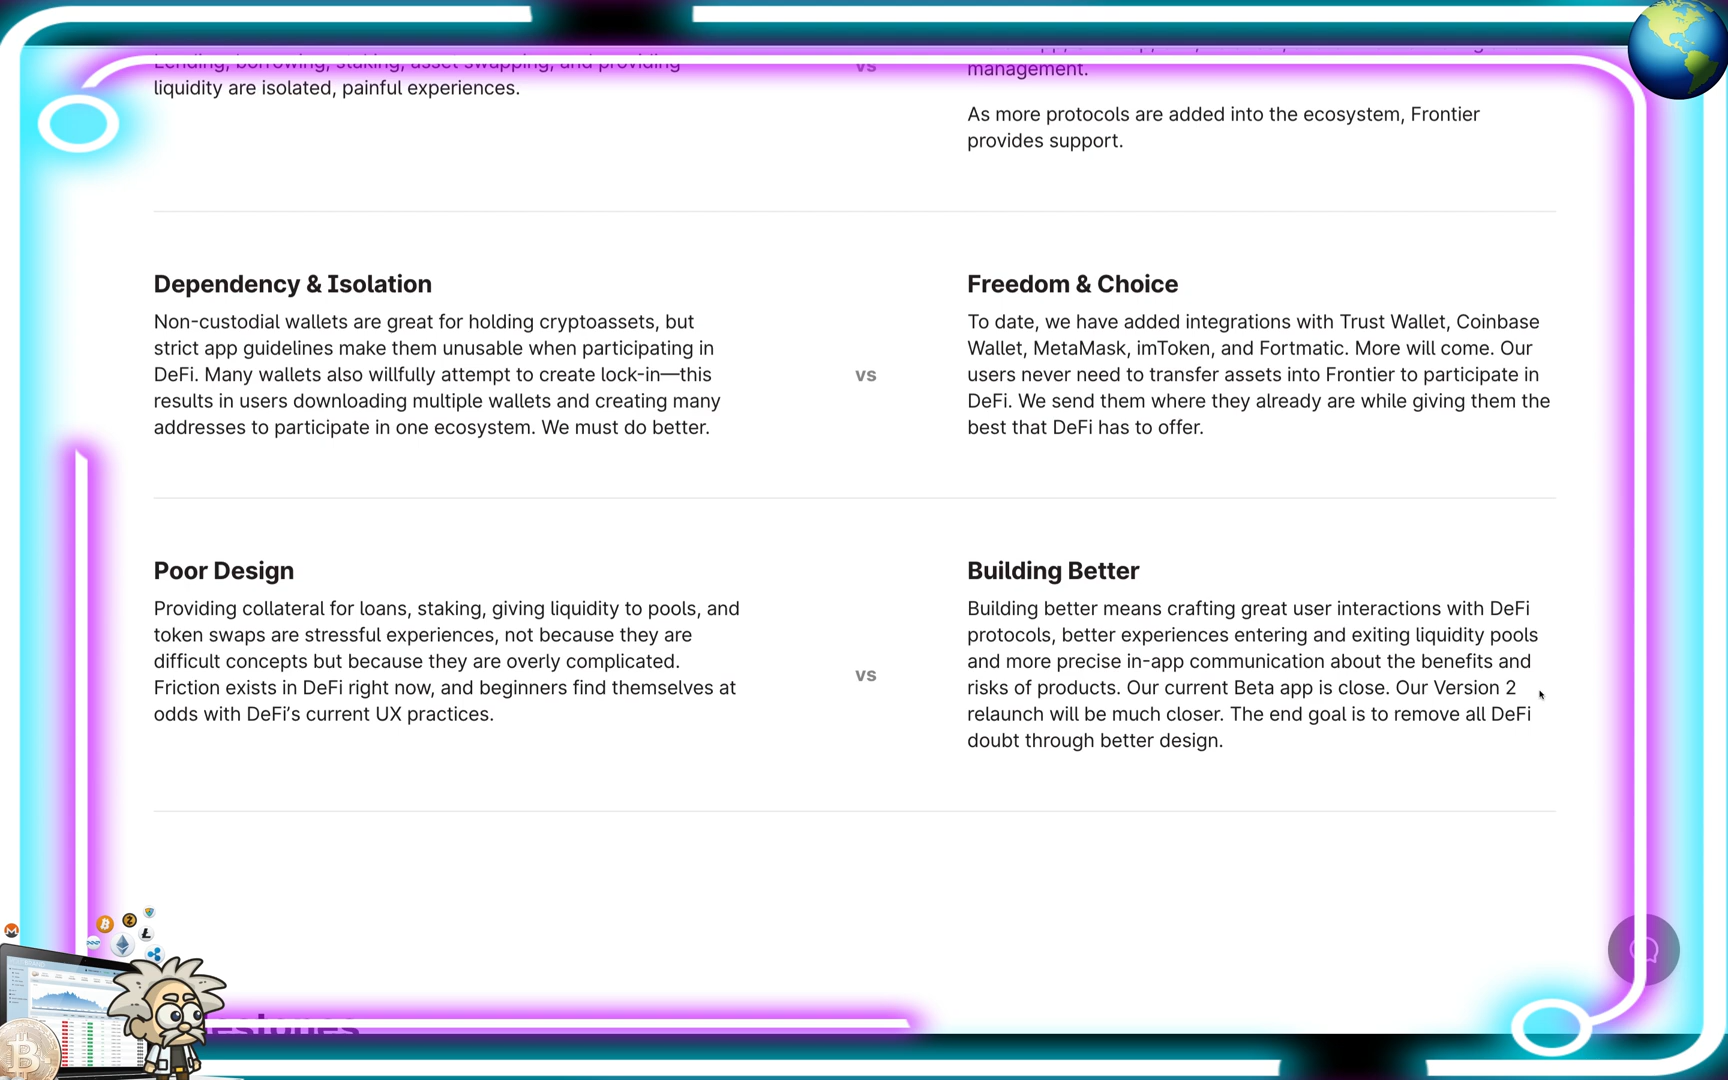 Lending, borrowing, staking, asset swapping, and providing
liquidity are isolated, painful experiences.
vs
management.
As more protocols are added into the ecosystem, Frontier
provides support.
Dependency & Isolation
Non-custodial wallets are great for holding cryptoassets, but
strict app guidelines make them unusable when participating in
DeFi. Many wallets also willfully attempt to create lock-in—this
results in users downloading multiple wallets and creating many
addresses to participate in one ecosystem. We must do better.
vs
Freedom & Choice
To date, we have added integrations with Trust Wallet, Coinbase
Wallet, MetaMask, imToken, and Fortmatic. More will come. Our
users never need to transfer assets into Frontier to participate in
DeFi. We send them where they already are while giving them the
best that DeFi has to offer.
Poor Design
Providing collateral for loans, staking, giving liquidity to pools, and
token swaps are stressful experiences, not because they are
difficult concepts but because they are overly complicated.
Friction exists in DeFi right now, and beginners find themselves at
odds with DeFi’s current UX practices.
vs
Building Better
Building better means crafting great user interactions with DeFi
protocols, better experiences entering and exiting liquidity pools
and more precise in-app communication about the benefits and
risks of products. Our current Beta app is close. Our Version 2
relaunch will be much closer. The end goal is to remove all DeFi
doubt through better design.